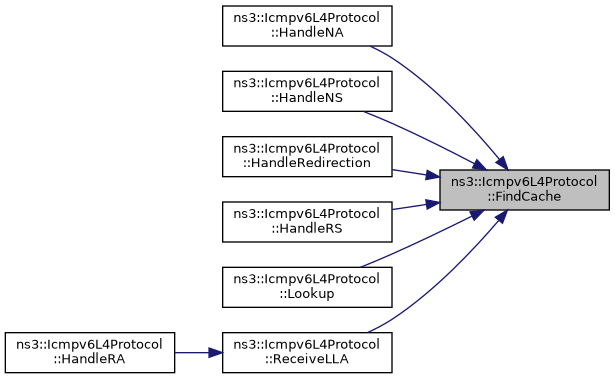 ns3::Icmpv6L4Protocol
::HandleNA
ns3::Icmpv6L4Protocol
::HandleNS
ns3::Icmpv6L4Protocol
::HandleRedirection
ns3::Icmpv6L4Protocol
::FindCache
ns3::Icmpv6L4Protocol
::HandleRS
ns3::Icmpv6L4Protocol
::Lookup
ns3::Icmpv6L4Protocol
::HandleRA
ns3::Icmpv6L4Protocol
::ReceiveLLA